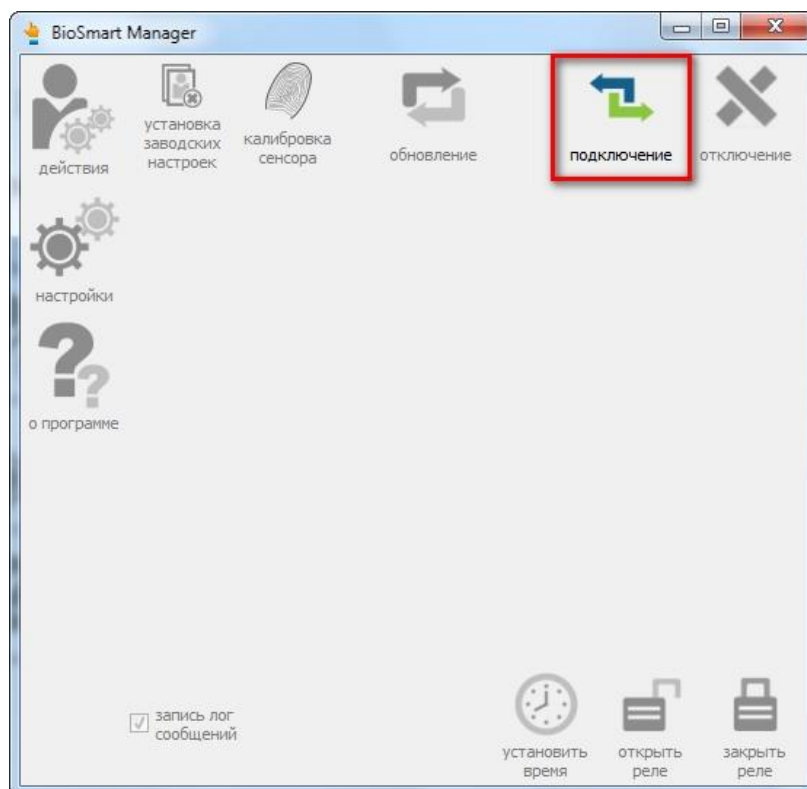 BioSmart Manager
действия
установка
заводских
настроек
калибровка
сенсора
обновление
подключение
отключение
настройки
о программе
запись лог
сообщений
установить
время
открыть
реле
закрыть
реле